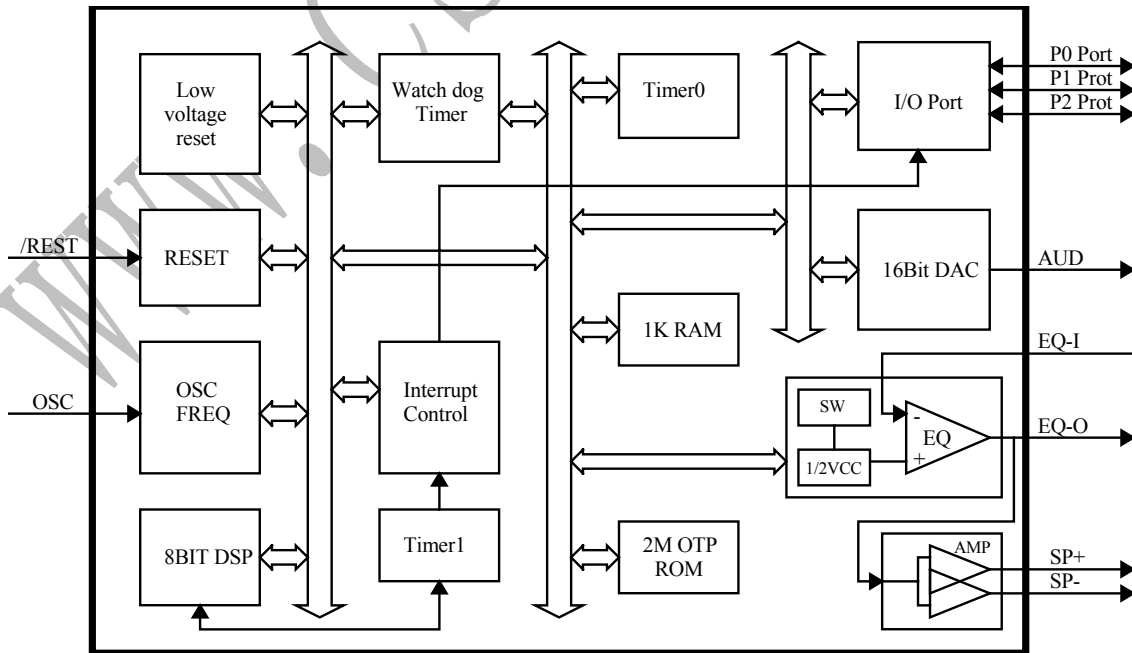 Low
voltage
reset
Watch dog
Timer
Timer0
I/O Port
P0 Port
P1 Prot
P2 Prot
/REST
RESET
16Bit DAC
AUD
1K RAM
EQ-I
OSC
OSC
FREQ
Interrupt
Control
SW
-
EQ
EQ-O
+
1/2VCC
8BIT DSP
Timer1
2M OTP
ROM
AMP
SP+
SP-